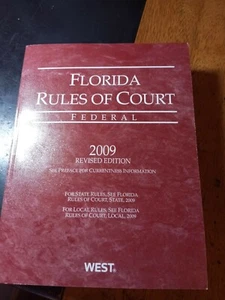 FLORIDA
RULES OF COURT
FEDERAL
2009
REVISED EDITION
SEE PREFACE FOR CURRENTNESS INFORMATION
FOR STATE RULES, SEE FLORIDA
RULES OF COURT, STATE, 2009
FOR LOCAL RULES, SEE FLORIDA
RULES OF COURT, LOCAL, 2009
WEST®